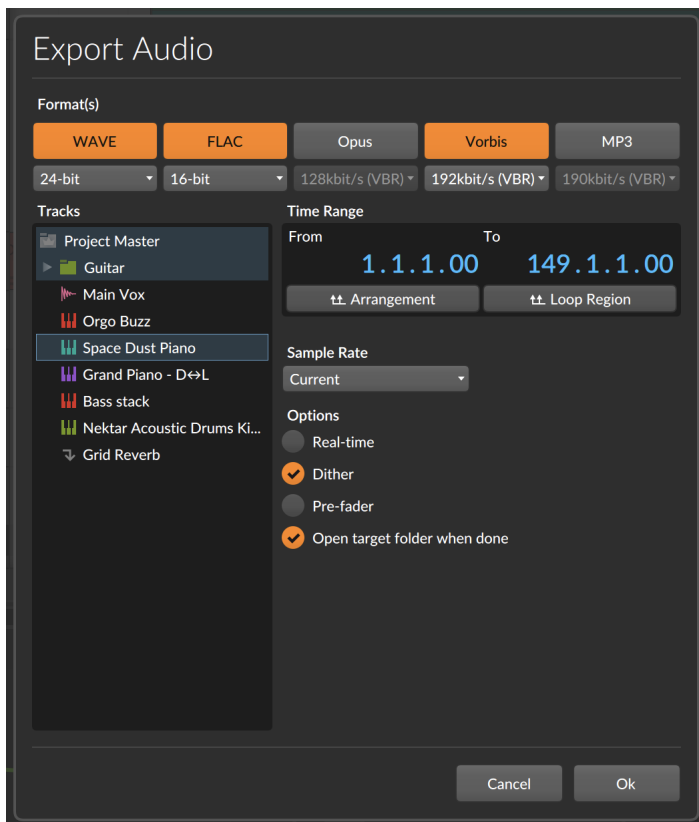 Export Audio
Format(s)
WAVE FLAC Opus Vorbis MP3
24-bit 16-bit 128kbit/s (VBR) 192kbit/s (VBR) 190kbit/s (VBR)
Tracks
Project Master
Guitar
Main Vox
Orgo Buzz
Space Dust Piano
Grand Piano - D↔L
Bass stack
Nektar Acoustic Drums Ki...
Grid Reverb
Time Range
From To
1.1.1.00 149.1.1.00
Arrangement Loop Region
Sample Rate
Current
Options
Real-time
Dither
Pre-fader
Open target folder when done
Cancel Ok